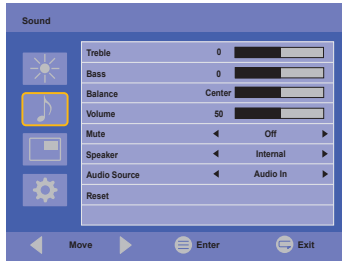 Sound
Treble 0
Bass 0
Balance Center
Volume 50
Mute Off
Speaker Internal
Audio Source Audio In
Reset
Move Enter Exit